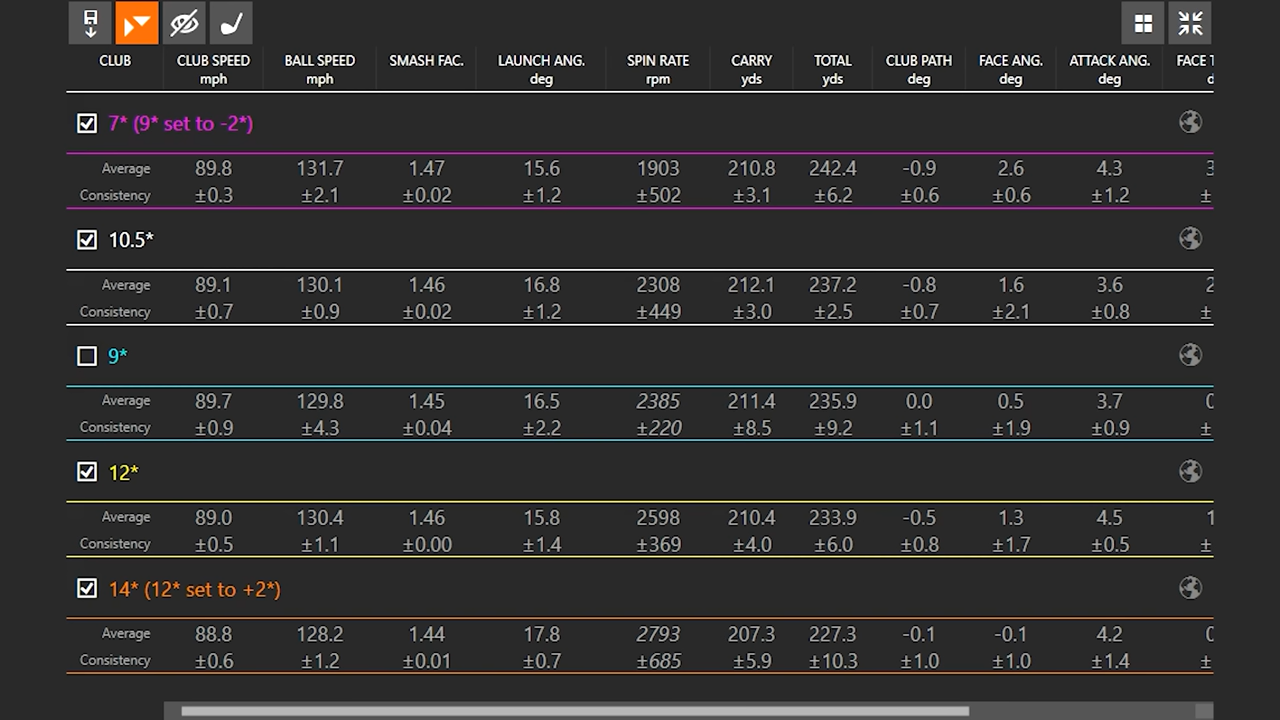 CLUB CLUB SPEED BALL SPEED SMASH FAC. LAUNCH ANG. SPIN RATE CARRY TOTAL CLUB PATH FACE ANG. ATTACK ANG. FACE T
mph mph deg rpm yds yds deg deg deg d
7* (9* set to -2*)
Average 89.8 131.7 1.47 15.6 1903 210.8 242.4 -0.9 2.6 4.3 3
Consistency ±0.3 ±2.1 ±0.02 ±1.2 ±502 ±3.1 ±6.2 ±0.6 ±0.6 ±1.2 ±
10.5*
Average 89.1 130.1 1.46 16.8 2308 212.1 237.2 -0.8 1.6 3.6 2
Consistency ±0.7 ±0.9 ±0.02 ±1.2 ±449 ±3.0 ±2.5 ±0.7 ±2.1 ±0.8 ±
9*
Average 89.7 129.8 1.45 16.5 2385 211.4 235.9 0.0 0.5 3.7 0
Consistency ±0.9 ±4.3 ±0.04 ±2.2 ±220 ±8.5 ±9.2 ±1.1 ±1.9 ±0.9 ±
12*
Average 89.0 130.4 1.46 15.8 2598 210.4 233.9 -0.5 1.3 4.5 1
Consistency ±0.5 ±1.1 ±0.00 ±1.4 ±369 ±4.0 ±6.0 ±0.8 ±1.7 ±0.5 ±
14* (12* set to +2*)
Average 88.8 128.2 1.44 17.8 2793 207.3 227.3 -0.1 -0.1 4.2 0
Consistency ±0.6 ±1.2 ±0.01 ±0.7 ±685 ±5.9 ±10.3 ±1.0 ±1.0 ±1.4 ±